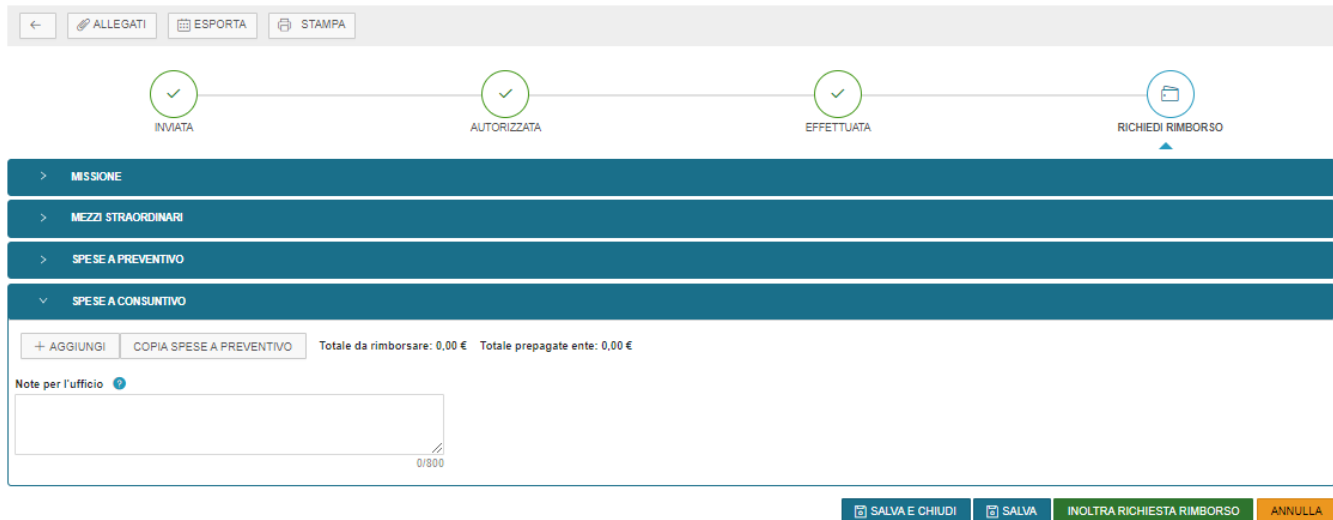 ALLEGATI ESPORTA STAMPA
INVIATA AUTORIZZATA EFFETTUATA RICHIEDI RIMBORSO
MISSIONE
MEZZI STRAORDINARI
SPESE A PREVENTIVO
SPESE A CONSUNTIVO
+ AGGIUNGI COPIA SPESE A PREVENTIVO Totale da rimborsare: 0,00 € Totale prepagate ente: 0,00 €
Note per l'ufficio ?
0/800
SALVA E CHIUDI SALVA INOLTRA RICHIESTA RIMBORSO ANNULLA